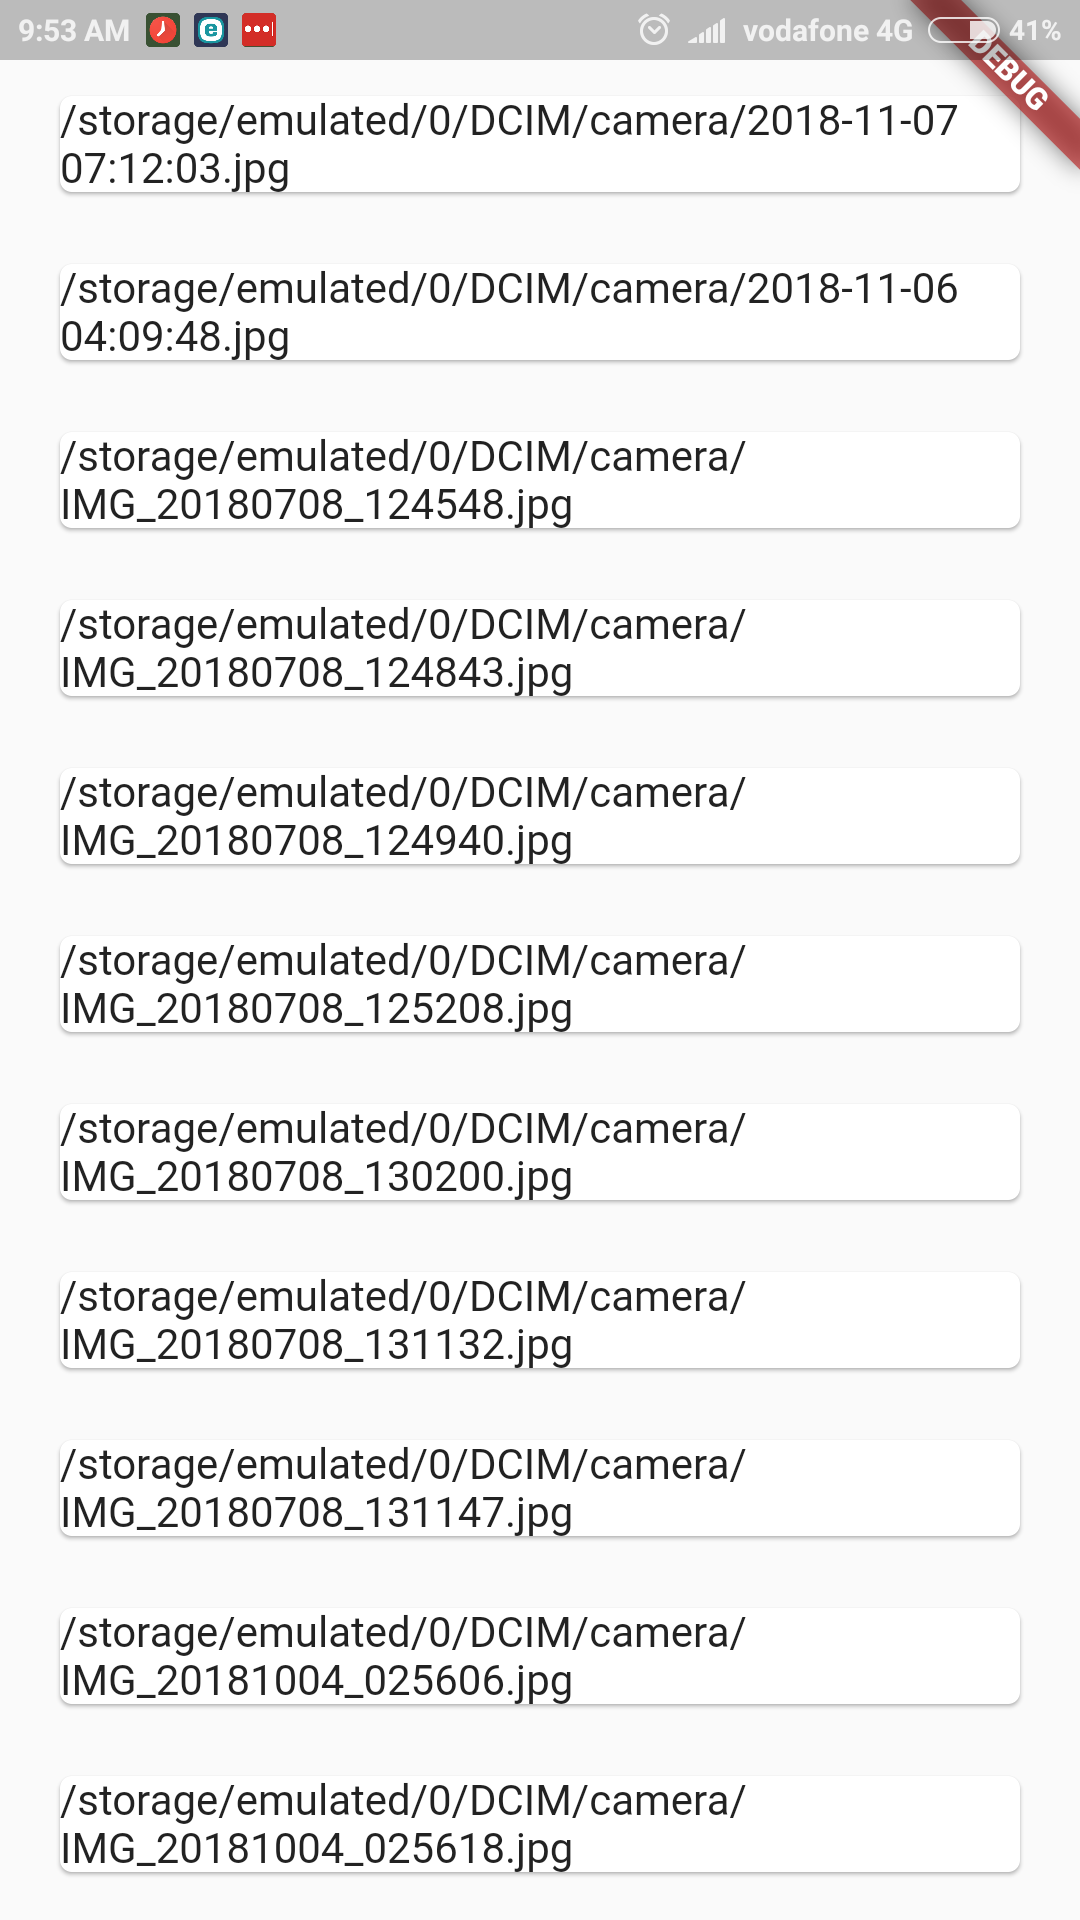 9:53 AM vodafone 4G 41%
DEBUG
/storage/emulated/0/DCIM/camera/2018-11-07
07:12:03.jpg
/storage/emulated/0/DCIM/camera/2018-11-06
04:09:48.jpg
/storage/emulated/0/DCIM/camera/
IMG_20180708_124548.jpg
/storage/emulated/0/DCIM/camera/
IMG_20180708_124843.jpg
/storage/emulated/0/DCIM/camera/
IMG_20180708_124940.jpg
/storage/emulated/0/DCIM/camera/
IMG_20180708_125208.jpg
/storage/emulated/0/DCIM/camera/
IMG_20180708_130200.jpg
/storage/emulated/0/DCIM/camera/
IMG_20180708_131132.jpg
/storage/emulated/0/DCIM/camera/
IMG_20180708_131147.jpg
/storage/emulated/0/DCIM/camera/
IMG_20181004_025606.jpg
/storage/emulated/0/DCIM/camera/
IMG_20181004_025618.jpg